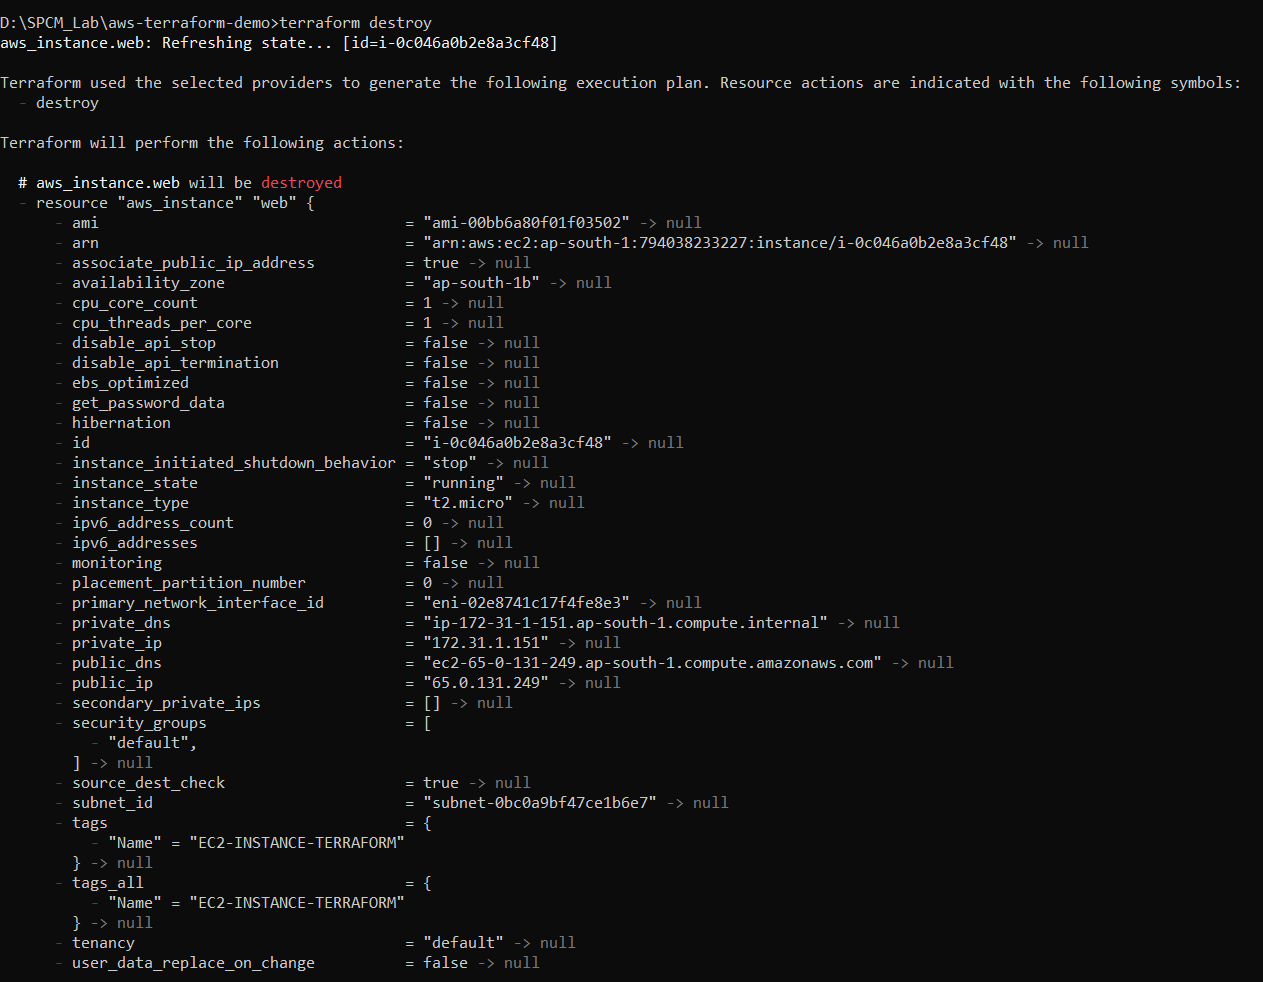 D:\SPCM_Lab\aws-terraform-demo>terraform destroy
aws_instance.web: Refreshing state... [id=i-0c046a0b2e8a3cf48]
Terraform used the selected providers to generate the following execution plan. Resource actions are indicated with the following symbols:
  - destroy
Terraform will perform the following actions:
  # aws_instance.web will be destroyed
  - resource "aws_instance" "web" {
      - ami                                  = "ami-00bb6a80f01f03502" -> null
      - arn                                  = "arn:aws:ec2:ap-south-1:794038233227:instance/i-0c046a0b2e8a3cf48" -> null
      - associate_public_ip_address          = true -> null
      - availability_zone                    = "ap-south-1b" -> null
      - cpu_core_count                       = 1 -> null
      - cpu_threads_per_core                 = 1 -> null
      - disable_api_stop                     = false -> null
      - disable_api_termination              = false -> null
      - ebs_optimized                        = false -> null
      - get_password_data                    = false -> null
      - hibernation                          = false -> null
      - id                                   = "i-0c046a0b2e8a3cf48" -> null
      - instance_initiated_shutdown_behavior = "stop" -> null
      - instance_state                       = "running" -> null
      - instance_type                        = "t2.micro" -> null
      - ipv6_address_count                   = 0 -> null
      - ipv6_addresses                       = [] -> null
      - monitoring                           = false -> null
      - placement_partition_number           = 0 -> null
      - primary_network_interface_id         = "eni-02e8741c17f4fe8e3" -> null
      - private_dns                          = "ip-172-31-1-151.ap-south-1.compute.internal" -> null
      - private_ip                           = "172.31.1.151" -> null
      - public_dns                           = "ec2-65-0-131-249.ap-south-1.compute.amazonaws.com" -> null
      - public_ip                            = "65.0.131.249" -> null
      - secondary_private_ips                = [] -> null
      - security_groups                      = [
          - "default",
        ] -> null
      - source_dest_check                    = true -> null
      - subnet_id                            = "subnet-0bc0a9bf47ce1b6e7" -> null
      - tags                                 = {
          - "Name" = "EC2-INSTANCE-TERRAFORM"
        } -> null
      - tags_all                             = {
          - "Name" = "EC2-INSTANCE-TERRAFORM"
        } -> null
      - tenancy                              = "default" -> null
      - user_data_replace_on_change          = false -> null